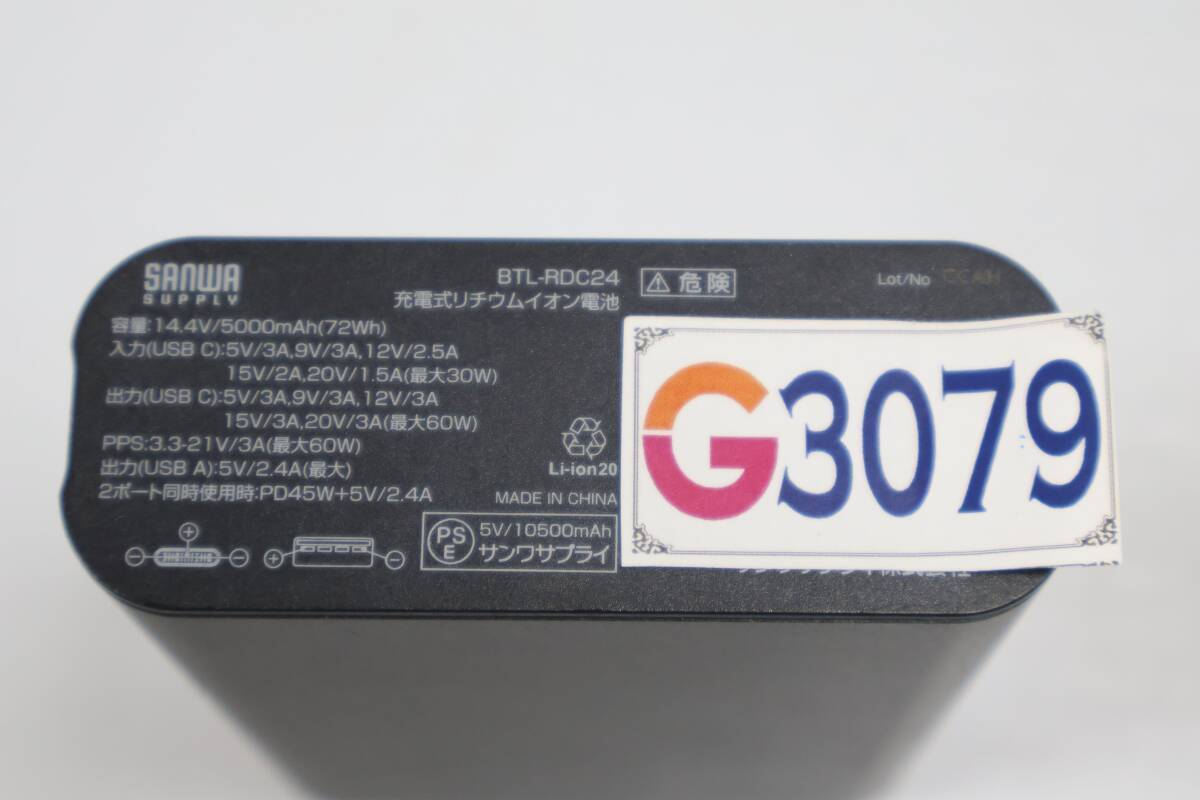 SANWA
SUPPLY
BTL-RDC24
危険
Lot/No
充電式リチウムイオン電池
容量:14.4V/5000mAh(72Wh)
入力(USB C):5V/3A,9V/3A,12V/2.5A
15V/2A,20V/1.5A(最大30W)
出力(USB C):5V/3A,9V/3A,12V/3A
15V/3A,20V/3A(最大60W)
PPS:3.3-21V/3A(最大60W)
出力(USB A):5V/2.4A(最大)
2ポート同時使用時:PD45W+5V/2.4A
Li-ion20
MADE IN CHINA
PS
E
5V/10500mAh
サンワサプライ
G3079